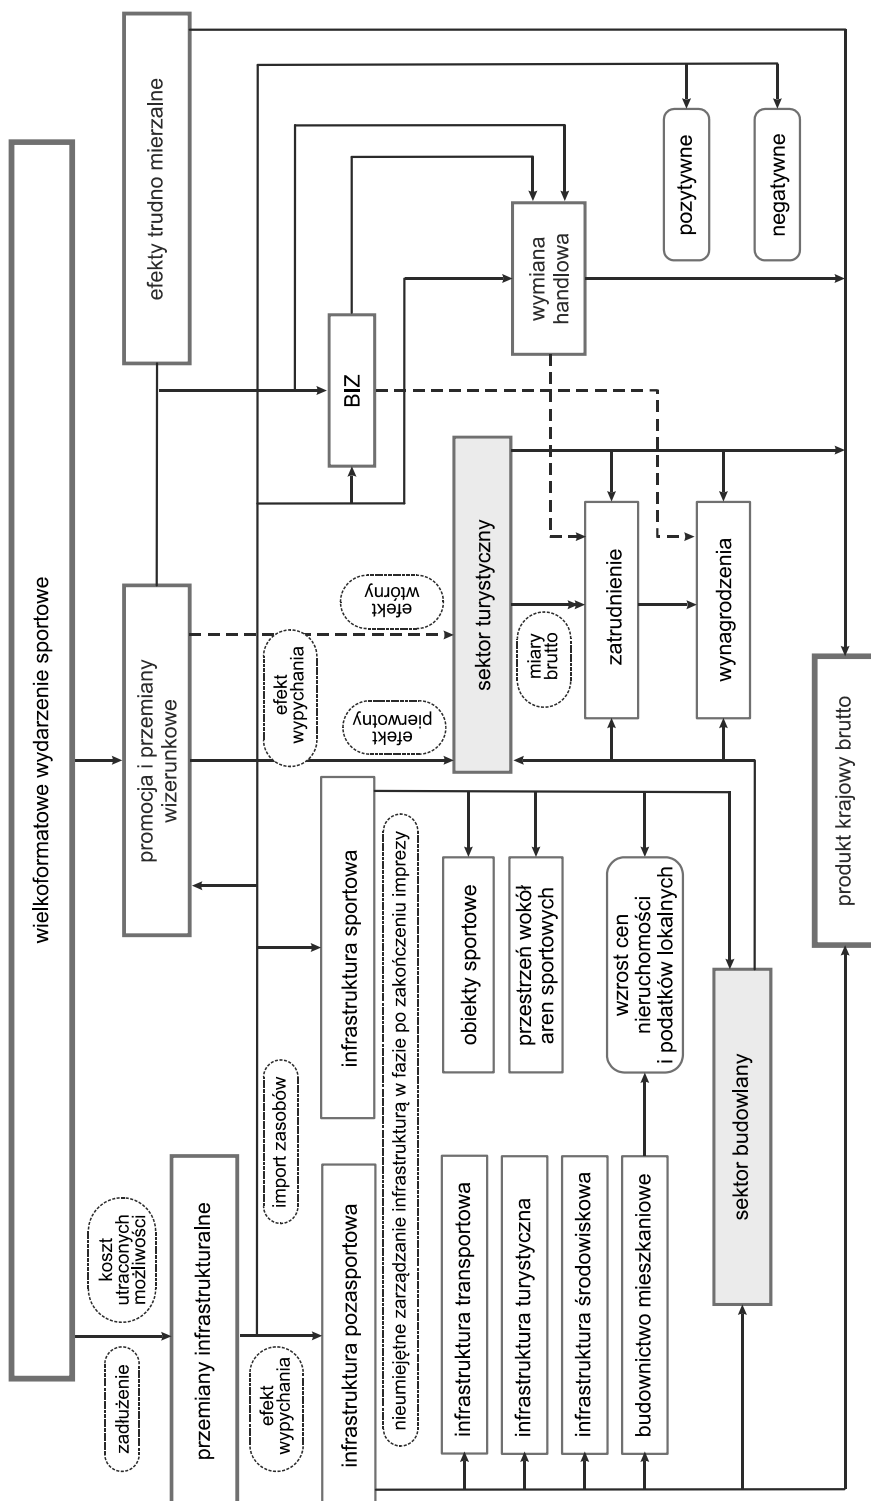 wielkoformatowe wydarzenie sportowe
zadłużenie
koszt
utraconych
możliwości
przemiany infrastrukturalne
promocja i przemiany
wizerunkowe
efekty trudno mierzalne
efekt
wypychania
import zasobów
efekt
wypychania
infrastruktura pozasportowa
infrastruktura sportowa
efekt
pierwotny
efekt
wtórny
BIZ
nieumiejętne zarządzanie infrastrukturą w fazie po zakończeniu imprezy
infrastruktura transportowa
infrastruktura turystyczna
infrastruktura środowiskowa
budownictwo mieszkaniowe
obiekty sportowe
przestrzeń wokół
aren sportowych
wzrost cen
nieruchomości
i podatków lokalnych
sektor turystyczny
miary
brutto
wymiana
handlowa
zatrudnienie
wynagrodzenia
pozytywne
negatywne
sektor budowlany
produkt krajowy brutto